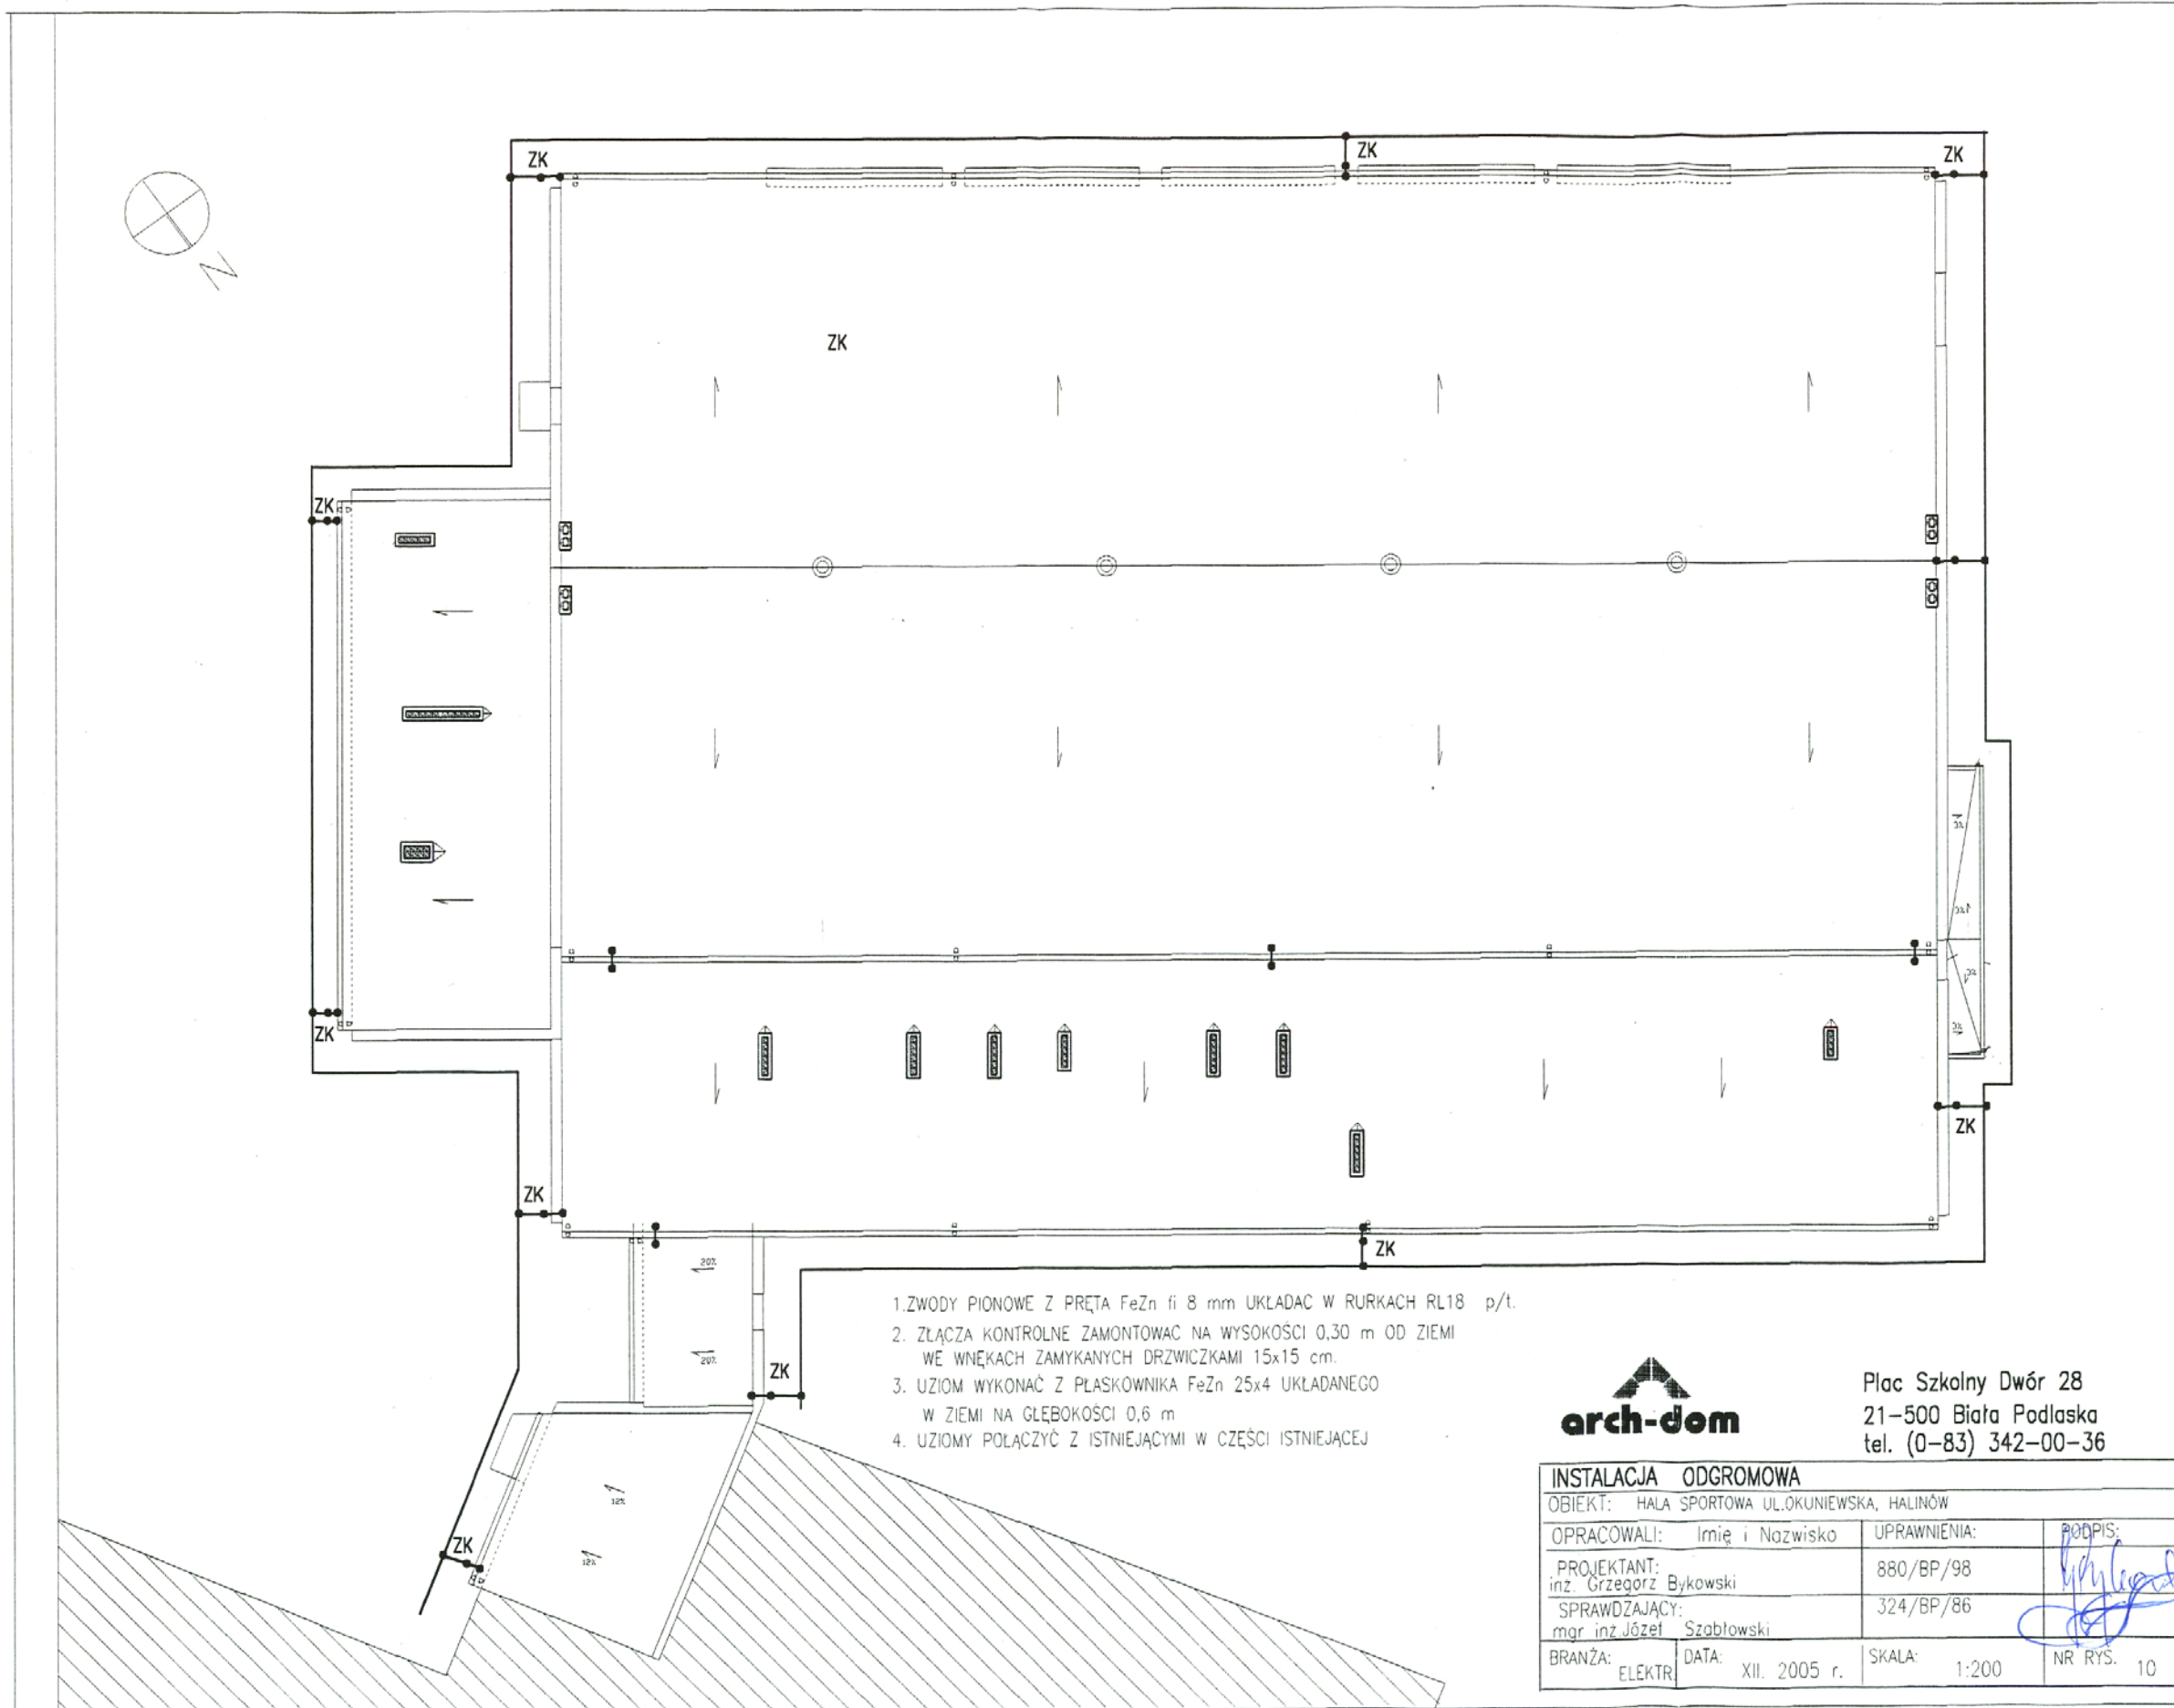 ZK
ZK
ZK
N
ZK
ZK
ZK
ZK
ZK
ZK
ZK
20%
20%
ZK
12%
12%
ZK
1.ZWODY PIONOWE Z PRĘTA FeZn fi 8 mm UKŁADAC W RURKACH RL18 p/t.
2. ZŁĄCZA KONTROLNE ZAMONTOWAC NA WYSOKOŚCI 0,30 m OD ZIEMI
WE WNĘKACH ZAMYKANYCH DRZWICZKAMI 15x15 cm.
3. UZIOM WYKONAĆ Z PŁASKOWNIKA FeZn 25x4 UKŁADANEGO
W ZIEMI NA GŁĘBOKOŚCI 0,6 m
4. UZIOMY POŁĄCZYĆ Z ISTNIEJĄCYMI W CZĘŚCI ISTNIEJĄCEJ
arch-dom
Plac Szkolny Dwór 28
21-500 Biała Podlaska
tel. (0-83) 342-00-36
INSTALACJA ODGROMOWA
OBIEKT: HALA SPORTOWA UL.OKUNIEWSKA, HALINÓW
OPRACOWALI: Imię i Nazwisko UPRAWNIENIA: PODPIS:
PROJEKTANT:
inż. Grzegorz Bykowski 880/BP/98
SPRAWDZAJĄCY:
mgr inż.Józef Szabłowski 324/BP/86
BRANŻA: ELEKTR DATA: XII. 2005 r. SKALA: 1:200 NR RYS. 10